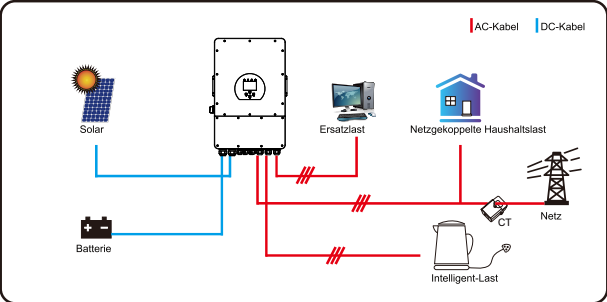 AC-Kabel
DC-Kabel
Solar
Ersatzlast
Netzgekoppelte Haushaltslast
CT
Netz
Batterie
Intelligent-Last